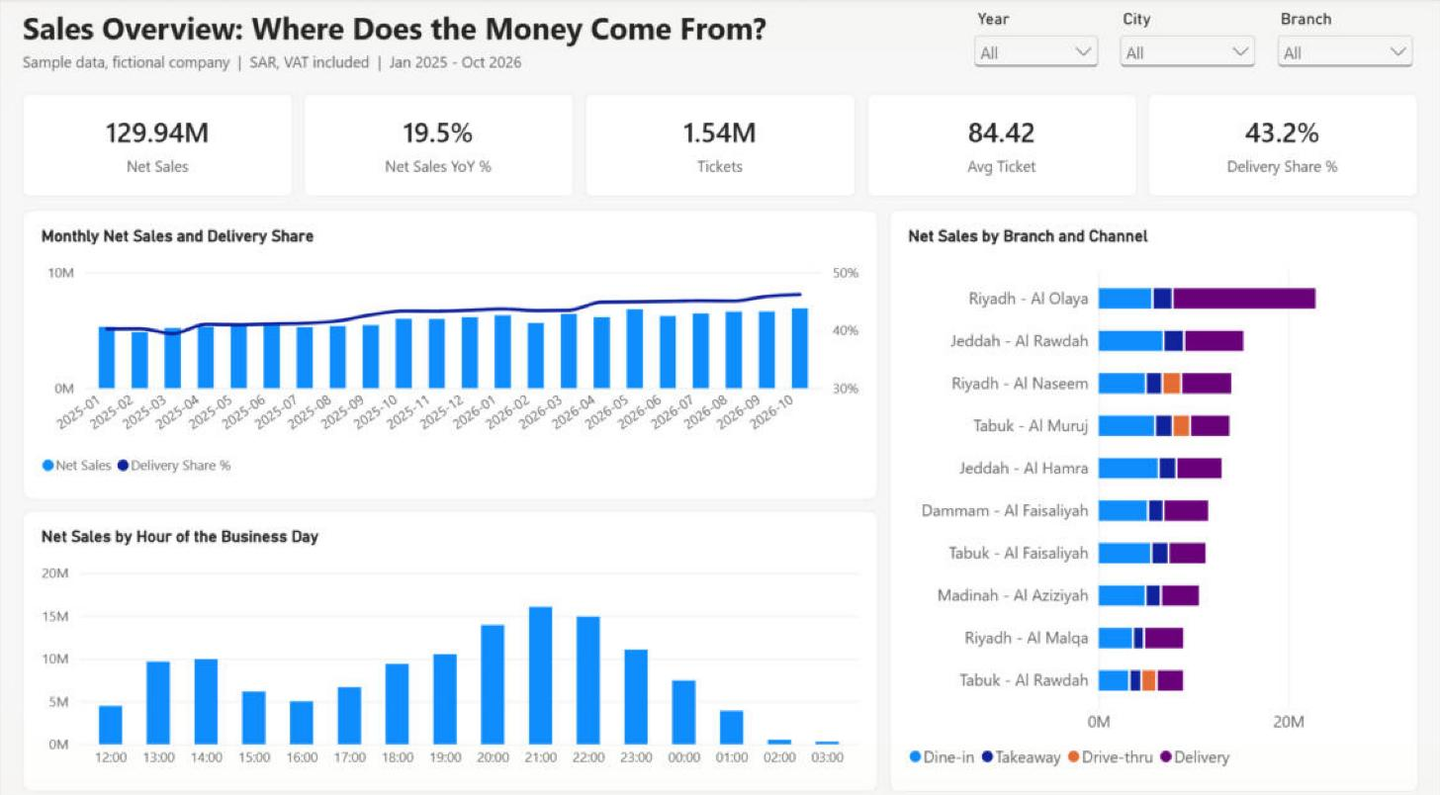 Sales Overview: Where Does the Money Come From?
Sample data, fictional company | SAR, VAT included | Jan 2025 - Oct 2026
Year
City
Branch
All
All
All
129.94M
Net Sales
19.5%
Net Sales YoY %
1.54M
Tickets
84.42
Avg Ticket
43.2%
Delivery Share %
Monthly Net Sales and Delivery Share
10M
0M
50%
40%
30%
2025-01
2025-02
2025-03
2025-04
2025-05
2025-06
2025-07
2025-08
2025-09
2025-10
2025-11
2025-12
2026-01
2026-02
2026-03
2026-04
2026-05
2026-06
2026-07
2026-08
2026-09
2026-10
Net Sales Delivery Share %
Net Sales by Hour of the Business Day
20M
15M
10M
5M
0M
12:00 13:00 14:00 15:00 16:00 17:00 18:00 19:00 20:00 21:00 22:00 23:00 00:00 01:00 02:00 03:00
Net Sales by Branch and Channel
Riyadh - Al Olaya
Jeddah - Al Rawdah
Riyadh - Al Naseem
Tabuk - Al Muruj
Jeddah - Al Hamra
Dammam - Al Faisaliyah
Tabuk - Al Faisaliyah
Madinah - Al Aziziyah
Riyadh - Al Malqa
Tabuk - Al Rawdah
0M 20M
Dine-in Takeaway Drive-thru Delivery